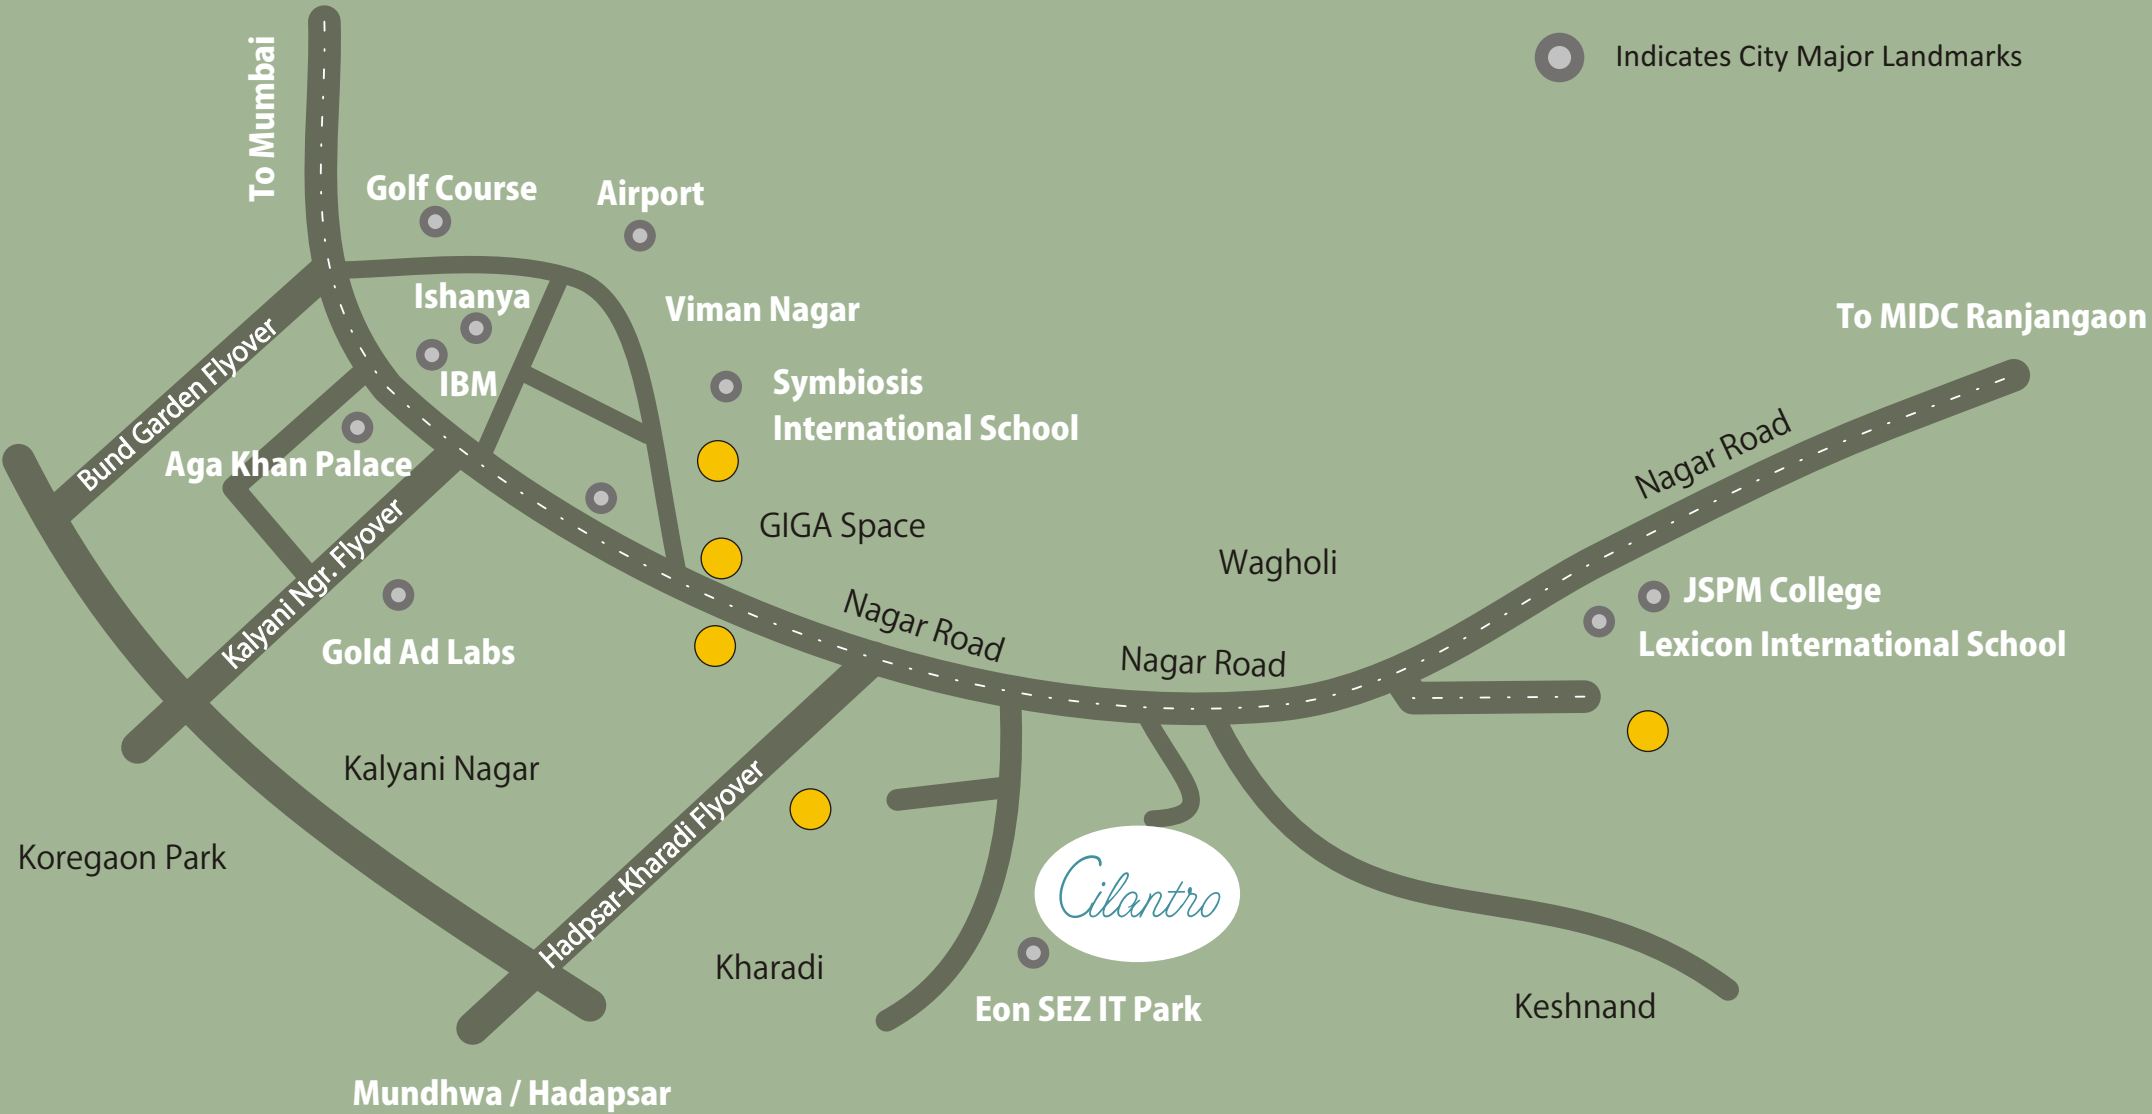 Indicates City Major Landmarks
To Mumbai
Golf Course
Airport
Ishanya
Viman Nagar
To MIDC Ranjangaon
IBM
Symbiosis
International School
Bund Garden Flyover
Nagar Road
Aga Khan Palace
GIGA Space
Wagholi
Kalyani Ngr. Flyover
JSPM College
Lexicon International School
Nagar Road
Nagar Road
Gold Ad Labs
Kalyani Nagar
Koregaon Park
Hadpsar-Kharadi Flyover
Cilantro
Kharadi
Eon SEZ IT Park
Keshnand
Mundhwa / Hadapsar